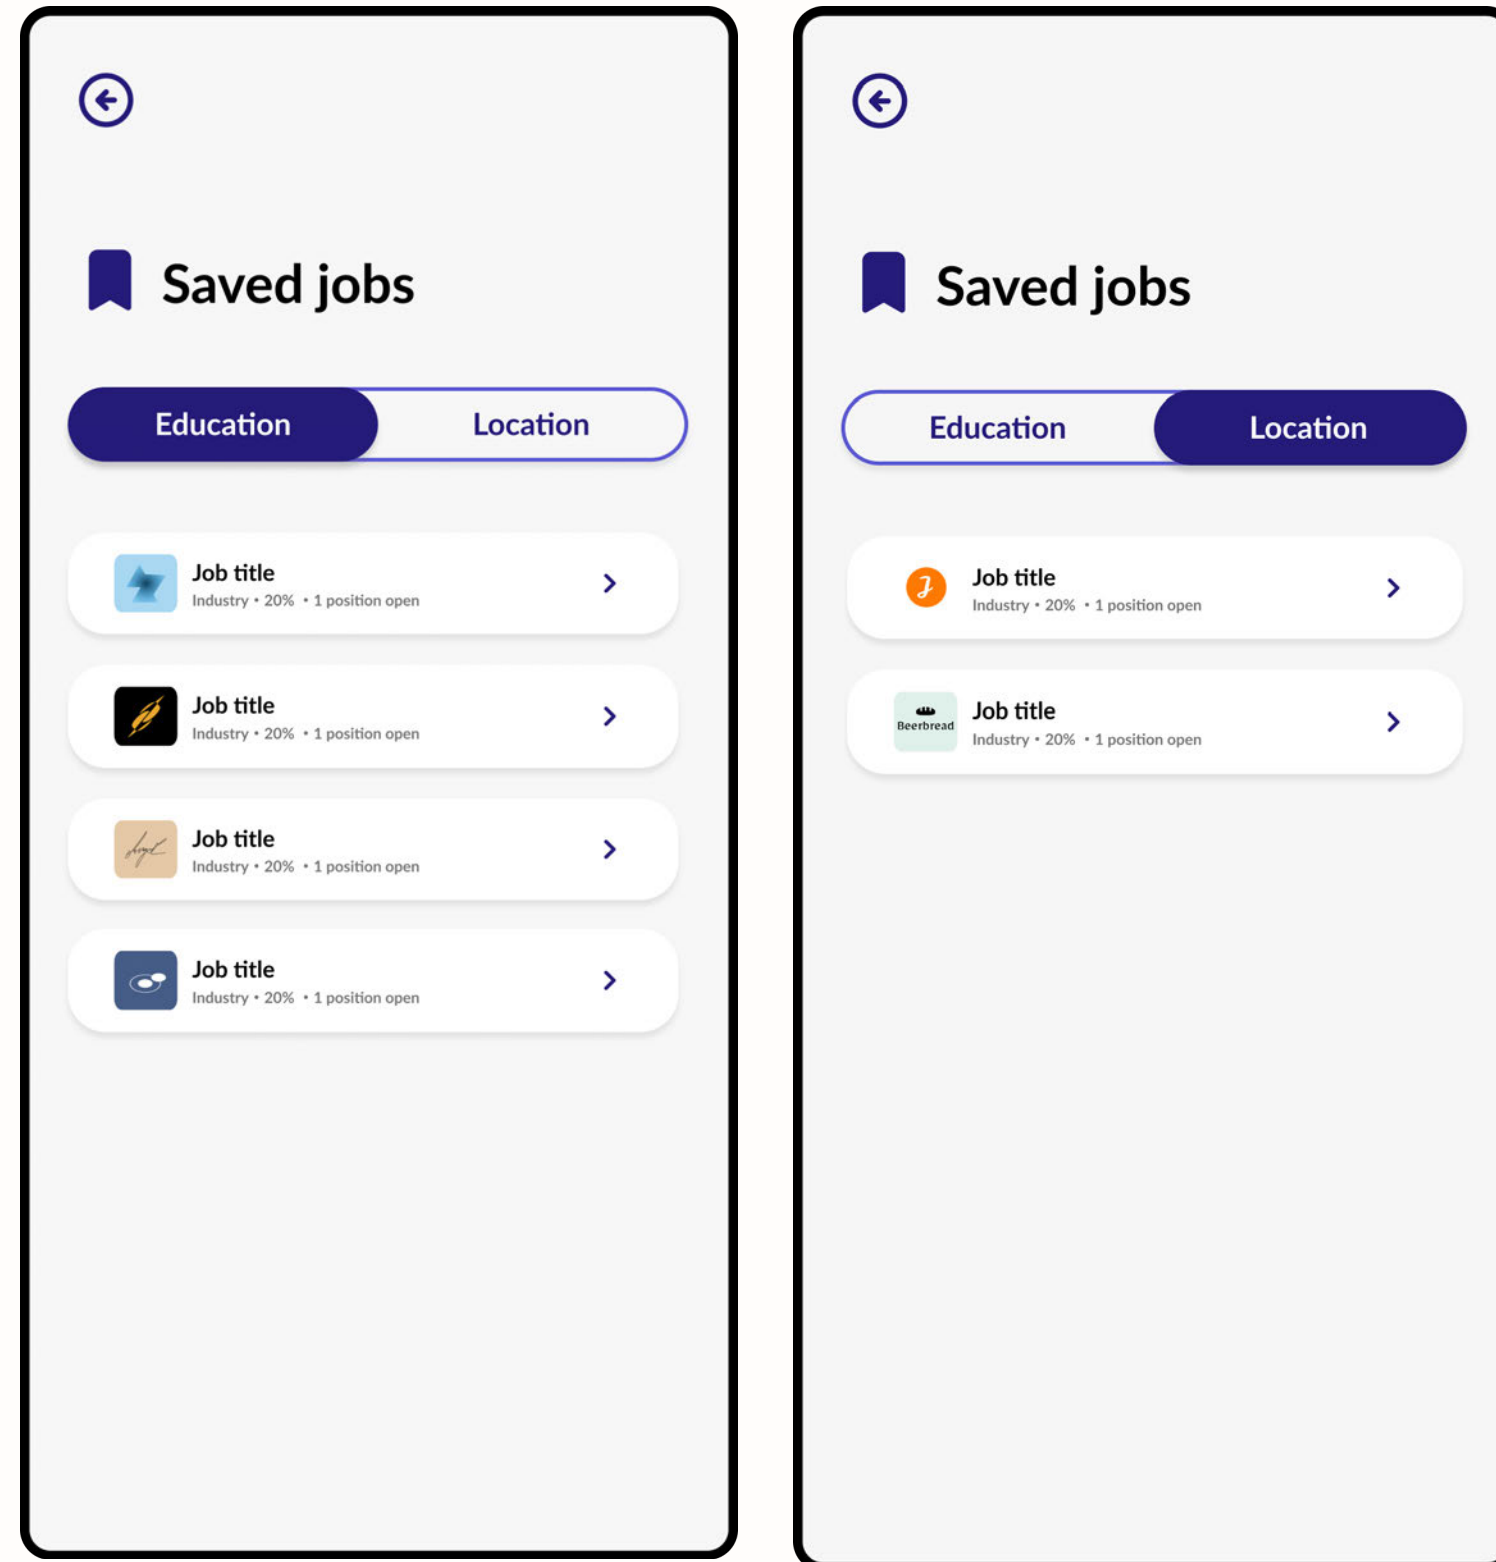 Saved jobs
Education Location
Job title
Industry • 20% • 1 position open
Job title
Industry • 20% • 1 position open
Job title
Industry • 20% • 1 position open
Job title
Industry • 20% • 1 position open
Saved jobs
Education Location
Job title
Industry • 20% • 1 position open
Beerbread
Job title
Industry • 20% • 1 position open